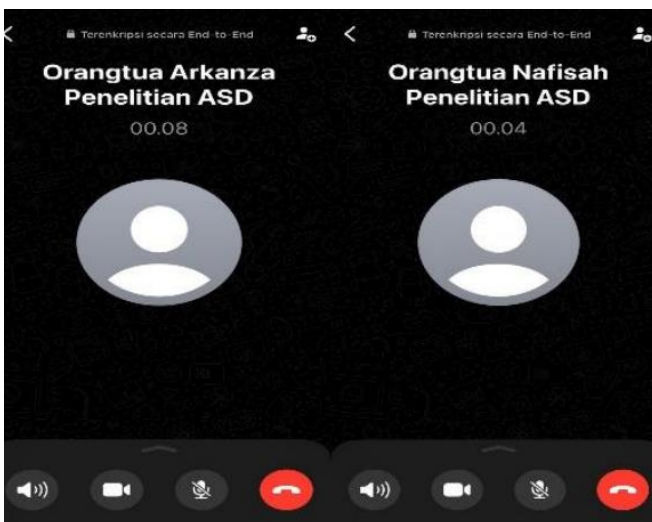 Terenkripsi secara End-to-End
Orangtua Arkanza
Penelitian ASD
00.08
Terenkripsi secara End-to-End
Orangtua Nafisah
Penelitian ASD
00.04